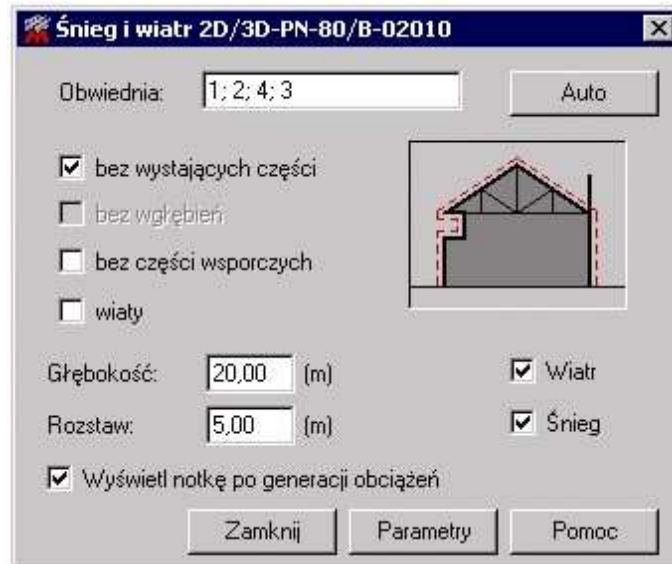 Śnieg i wiatr 2D/3D-PN-80/B-02010
Obwiednia: 1; 2; 4; 3 Auto
bez wystających części
bez wgłębień
bez części wsporczych
wiaty
Głębokość: 20,00 (m) Wiatr
Rozstaw: 5,00 (m) Śnieg
Wyświetl notkę po generacji obciążeń
Zamknij Parametry Pomoc